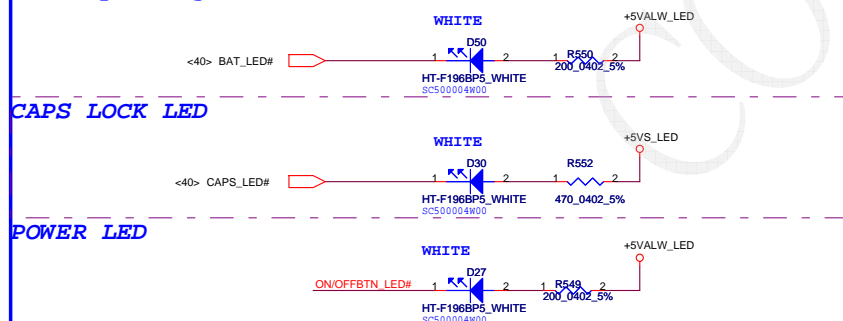 WHITE
+5VALW_LED
D50
R550
<40> BAT_LED#
1
2
1
2
200_0402_5%
HT-F196BP5_WHITE
SC500004W00
CAPS LOCK LED
WHITE
+5VS_LED
D30
R552
<40> CAPS_LED#
1
2
1
2
HT-F196BP5_WHITE
470_0402_5%
SC500004W00
POWER LED
WHITE
+5VALW_LED
D27
ON/OFFBTN_LED#
1
2
1
R549
2
200_0402_5%
HT-F196BP5_WHITE
SC500004W00